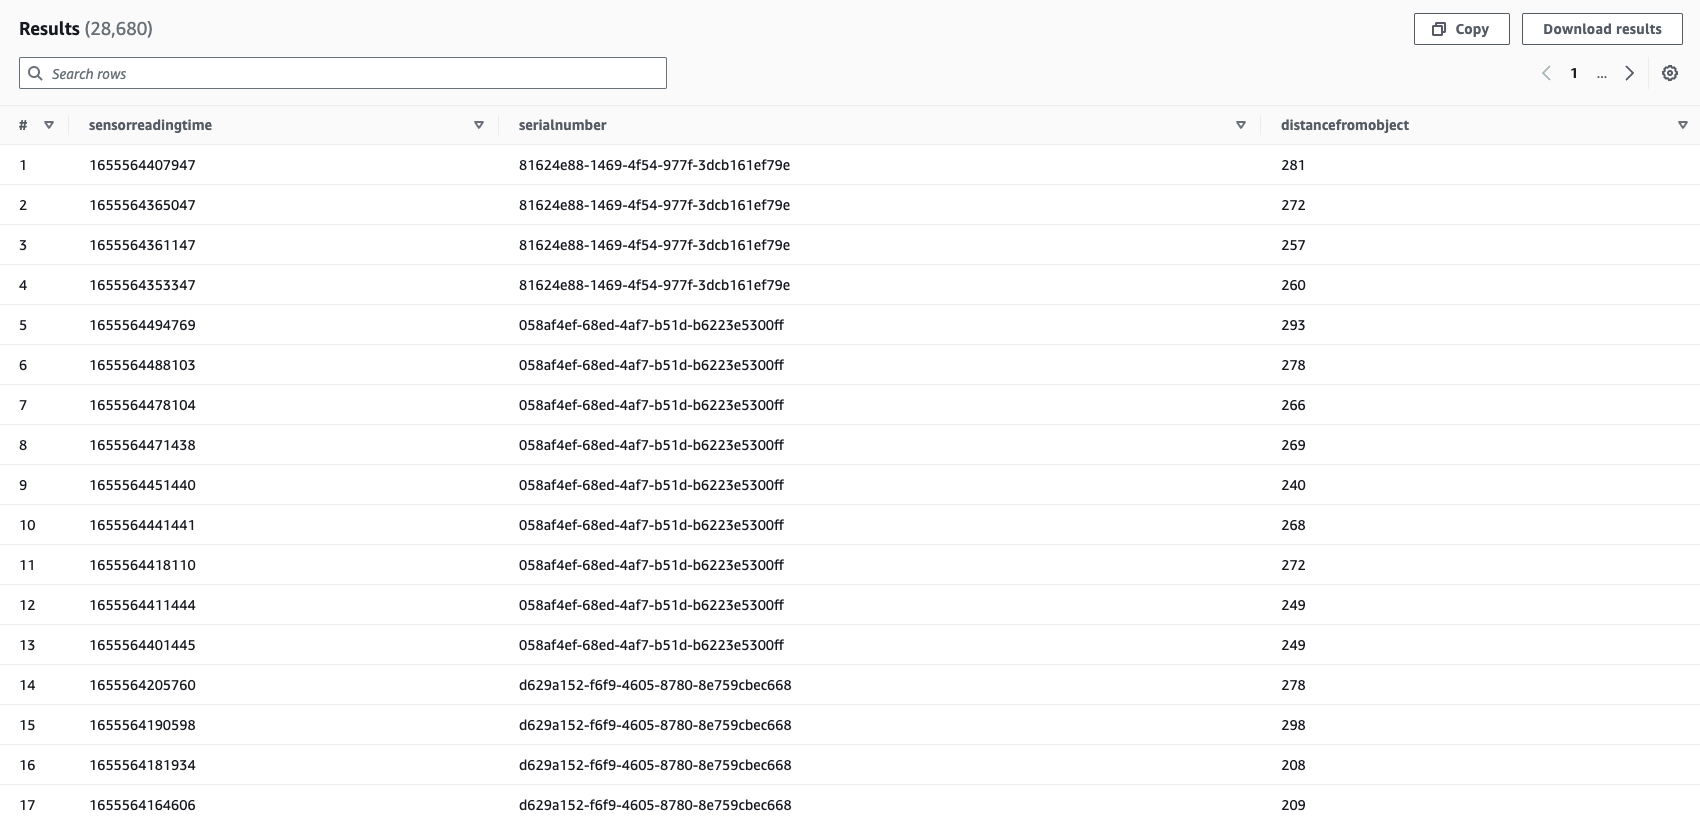 Results (28,680)
Copy
Download results
Search rows
1 ...
# sensorreadingtime serialnumber distancefromobject
1 1655564407947 81624e88-1469-4f54-977f-3dcb161ef79e 281
2 1655564365047 81624e88-1469-4f54-977f-3dcb161ef79e 272
3 1655564361147 81624e88-1469-4f54-977f-3dcb161ef79e 257
4 1655564353347 81624e88-1469-4f54-977f-3dcb161ef79e 260
5 1655564494769 058af4ef-68ed-4af7-b51d-b6223e5300ff 293
6 1655564488103 058af4ef-68ed-4af7-b51d-b6223e5300ff 278
7 1655564478104 058af4ef-68ed-4af7-b51d-b6223e5300ff 266
8 1655564471438 058af4ef-68ed-4af7-b51d-b6223e5300ff 269
9 1655564451440 058af4ef-68ed-4af7-b51d-b6223e5300ff 240
10 1655564441441 058af4ef-68ed-4af7-b51d-b6223e5300ff 268
11 1655564418110 058af4ef-68ed-4af7-b51d-b6223e5300ff 272
12 1655564411444 058af4ef-68ed-4af7-b51d-b6223e5300ff 249
13 1655564401445 058af4ef-68ed-4af7-b51d-b6223e5300ff 249
14 1655564205760 d629a152-f6f9-4605-8780-8e759cbec668 278
15 1655564190598 d629a152-f6f9-4605-8780-8e759cbec668 298
16 1655564181934 d629a152-f6f9-4605-8780-8e759cbec668 208
17 1655564164606 d629a152-f6f9-4605-8780-8e759cbec668 209